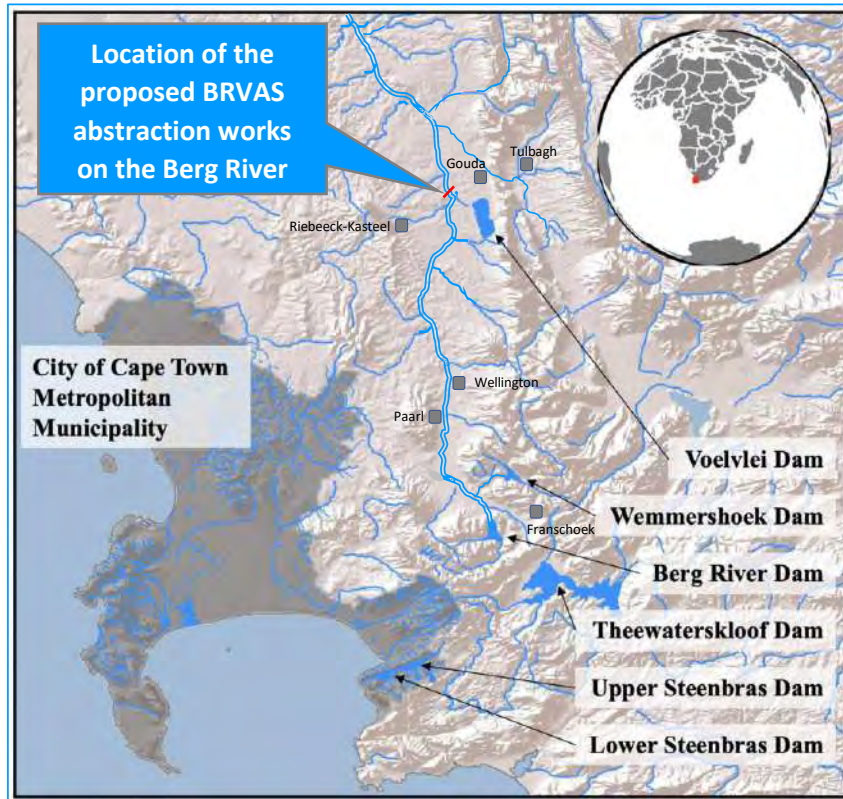 Location of the
proposed BRVAS
abstraction works
on the Berg River
Gouda
Tulbagh
Riebeeck-Kasteel
City of Cape Town
Metropolitan
Municipality
Wellington
Paarl
Voelvlei Dam
Wemmershoek Dam
Franschoek
Berg River Dam
Theewaterskloof Dam
Upper Steenbras Dam
Lower Steenbras Dam